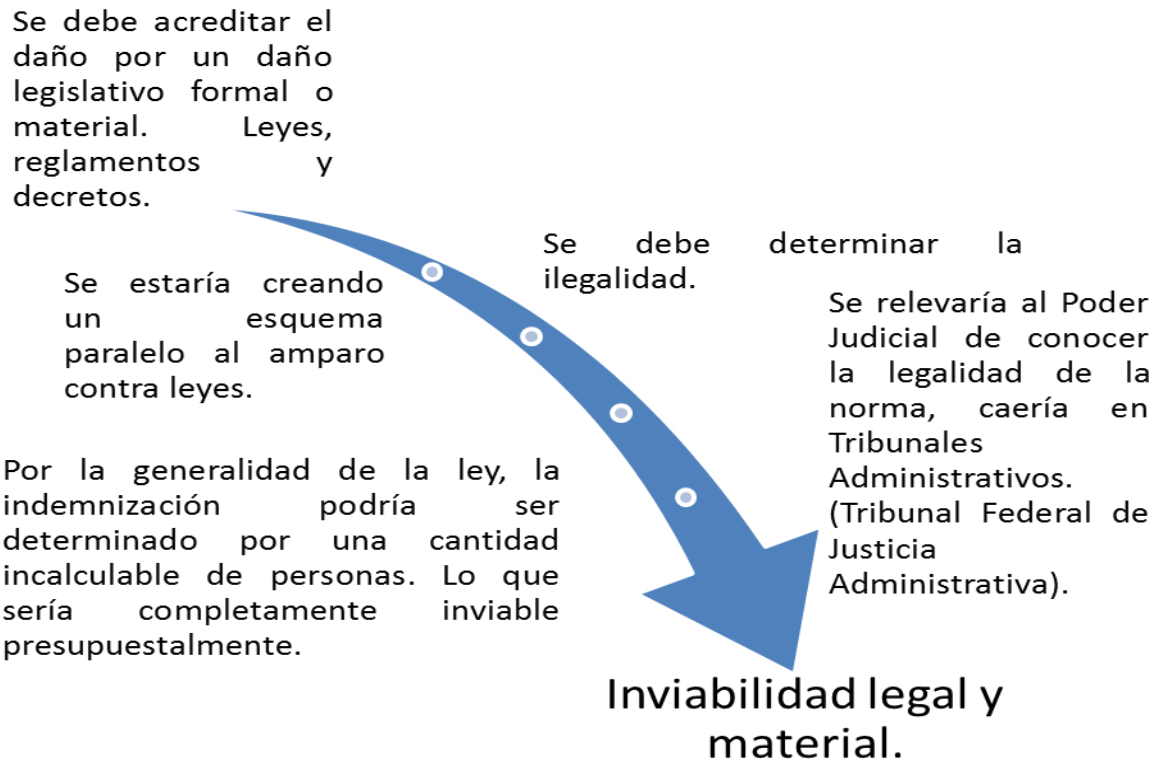 Se debe acreditar el
daño por un daño
legislativo formal o
material. Leyes,
reglamentos y
decretos.
Se debe determinar la
ilegalidad.
Se estaría creando
un esquema
paralelo al amparo
contra leyes.
Se relevaría al Poder
Judicial de conocer
la legalidad de la
norma, caería en
Tribunales
Administrativos.
(Tribunal Federal de
Justicia
Administrativa).
Por la generalidad de la ley, la
indemnización podría ser
determinado por una cantidad
incalculable de personas. Lo que
sería completamente inviable
presupuestalmente.
Inviabilidad legal y
material.